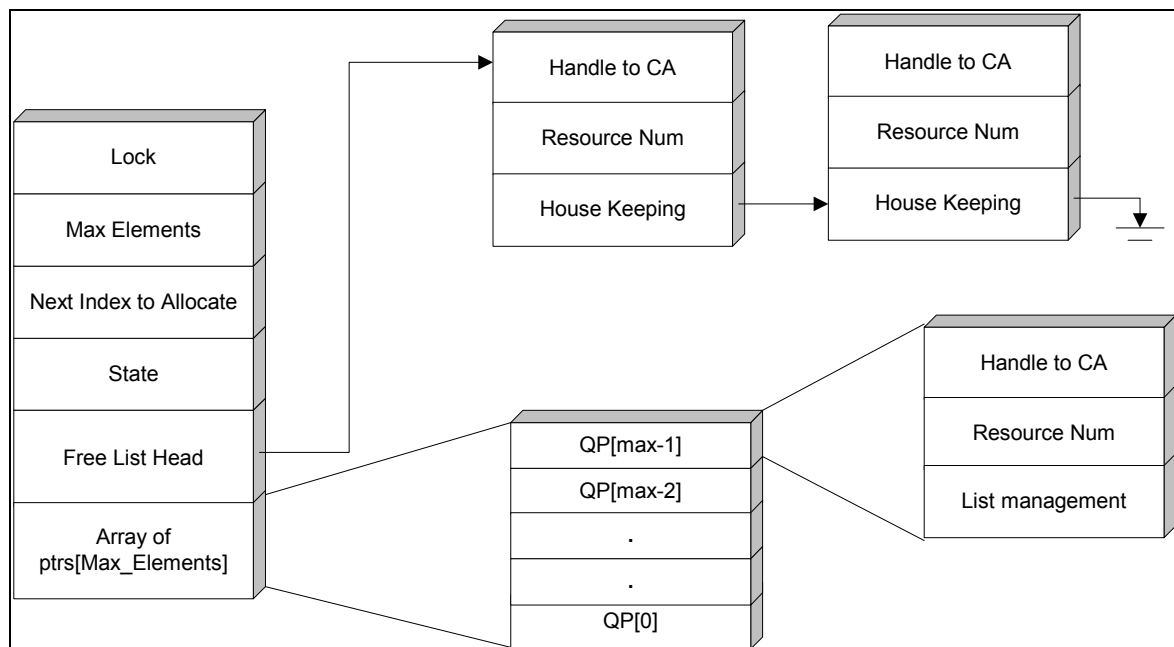 Lock
Max Elements
Next Index to Allocate
State
Free List Head
Array of
ptrs[Max_Elements]
Handle to CA
Resource Num
House Keeping
Handle to CA
Resource Num
House Keeping
QP[max-1]
QP[max-2]
.
.
QP[0]
Handle to CA
Resource Num
List management